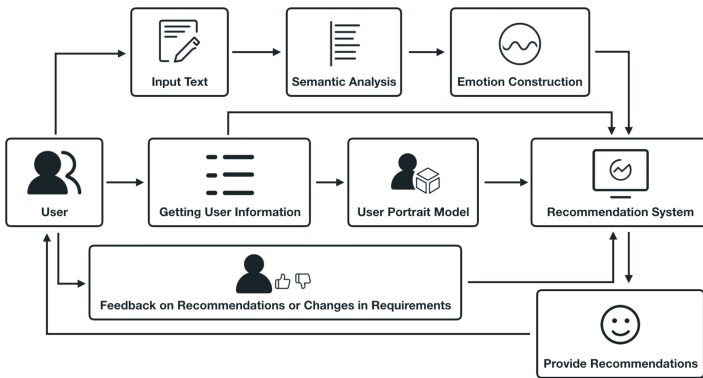 Input Text
Semantic Analysis
Emotion Construction
User
Getting User Information
User Portrait Model
Recommendation System
Feedback on Recommendations or Changes in Requirements
Provide Recommendations